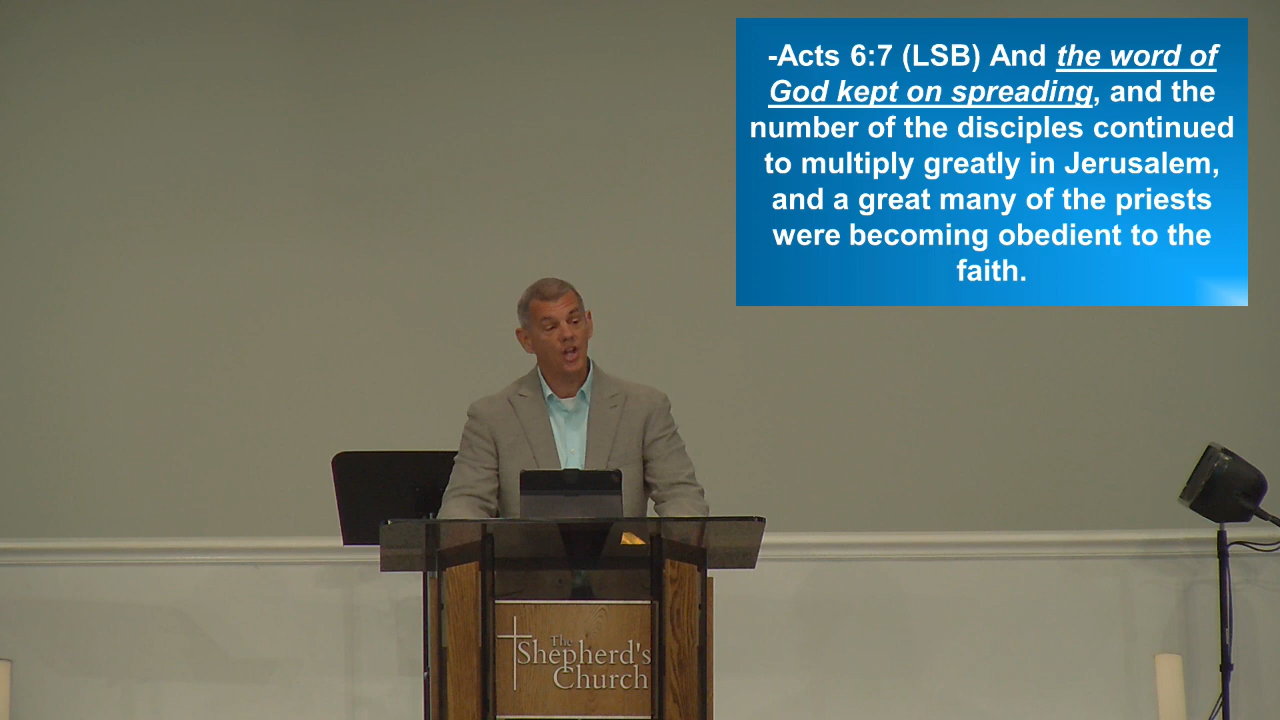 -Acts 6:7 (LSB) And the word of
God kept on spreading, and the
number of the disciples continued
to multiply greatly in Jerusalem,
and a great many of the priests
were becoming obedient to the
faith.
The
Shepherd's
Church